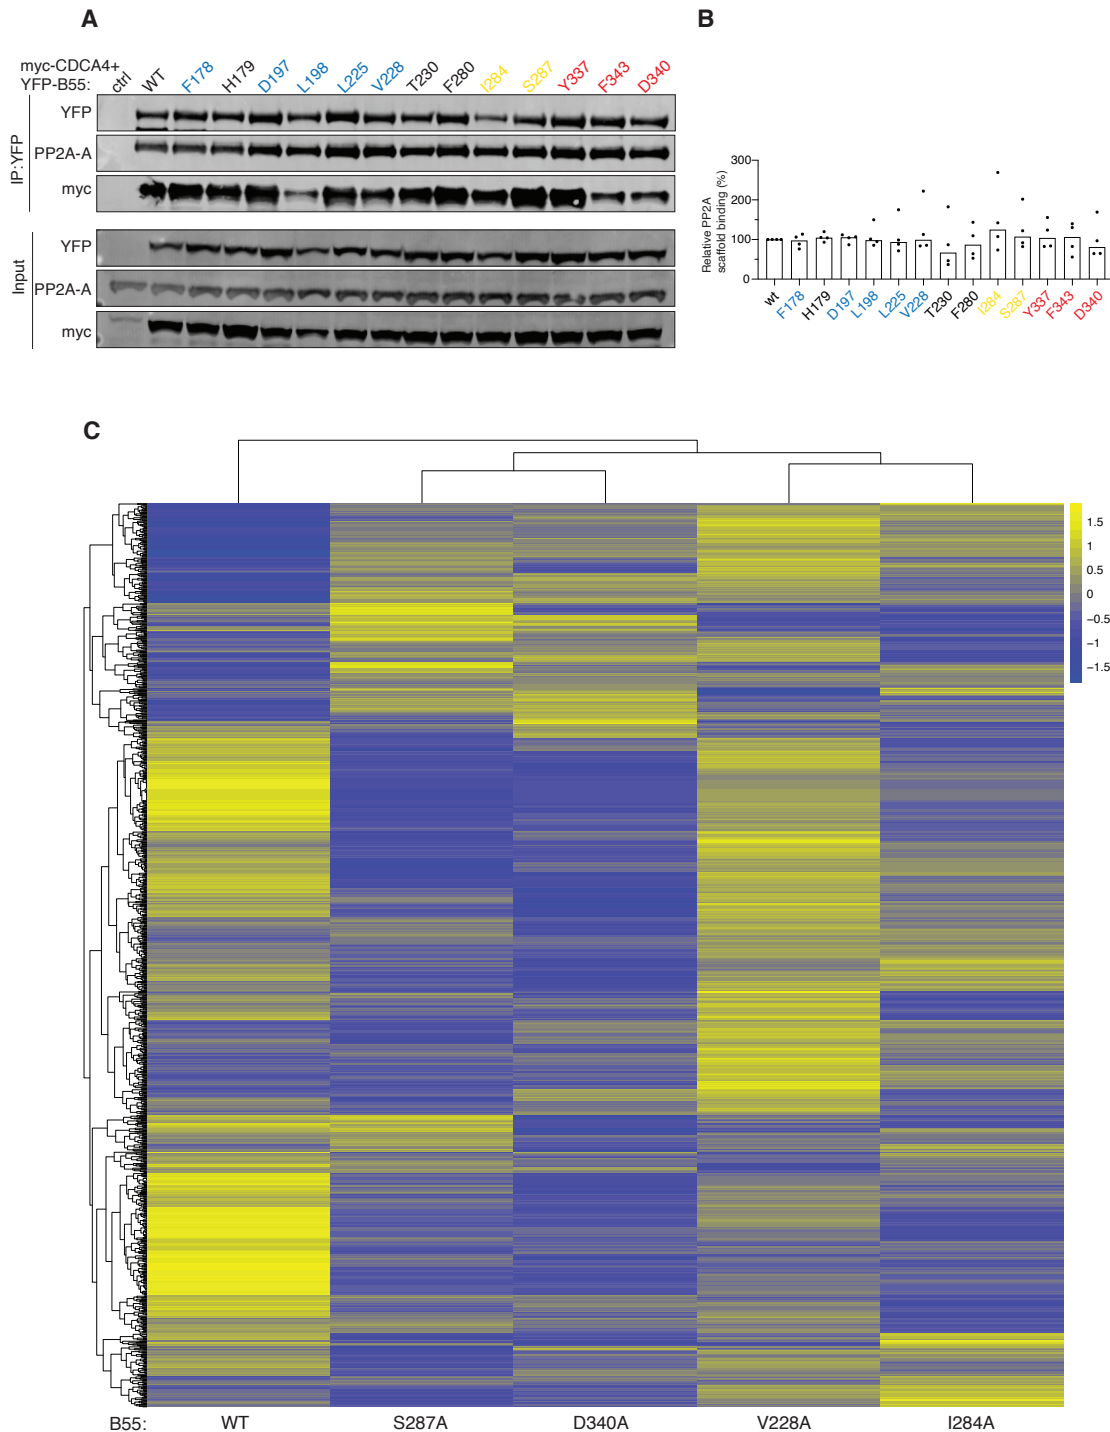 A
myc-CDCA4+
YFP-B55:
ctrl
WT
F178
H179
D197
L198
L225
V228
T230
F280
I284
S287
Y337
F343
D340
IP:YFP
YFP
PP2A-A
myc
Input
YFP
PP2A-A
myc
B
Relative PP2A
scaffold binding (%)
300
200
100
0
wt
F178
H179
D197
L198
L225
V228
T230
F280
I284
S287
Y337
F343
D340
C
1.5
1
0.5
0
−0.5
−1
−1.5
B55: WT S287A D340A V228A I284A